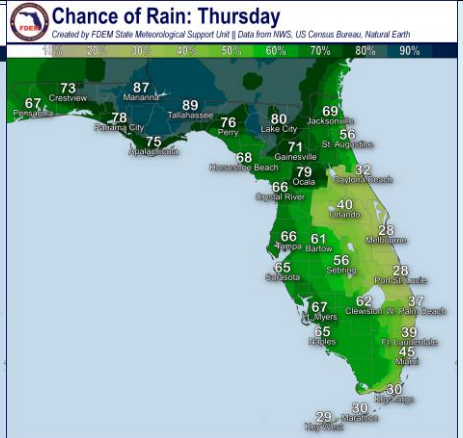 FDEM
Chance of Rain: Thursday
Created by FDEM State Meteorological Support Unit || Data from NWS, US Census Bureau, Natural Earth
10% 20% 30% 40% 50% 60% 70% 80% 90%
73
Crestview
87
Marianna
67
Pensacola
89
Tallahassee
78
Panama City
76
Perry
80
Lake City
69
Jacksonville
75
Apalachicola
56
St. Augustine
71
Gainesville
68
Horseshoe Beach
79
Ocala
32
Daytona Beach
66
Crystal River
40
Orlando
28
Melbourne
66
Tampa
61
Bartow
56
Sebring
65
Sarasota
28
Port St. Lucie
67
Ft. Myers
62
Clewiston
37
W. Palm Beach
65
Naples
39
Ft. Lauderdale
45
Miami
30
Key Largo
30
Marathon
29
Key West